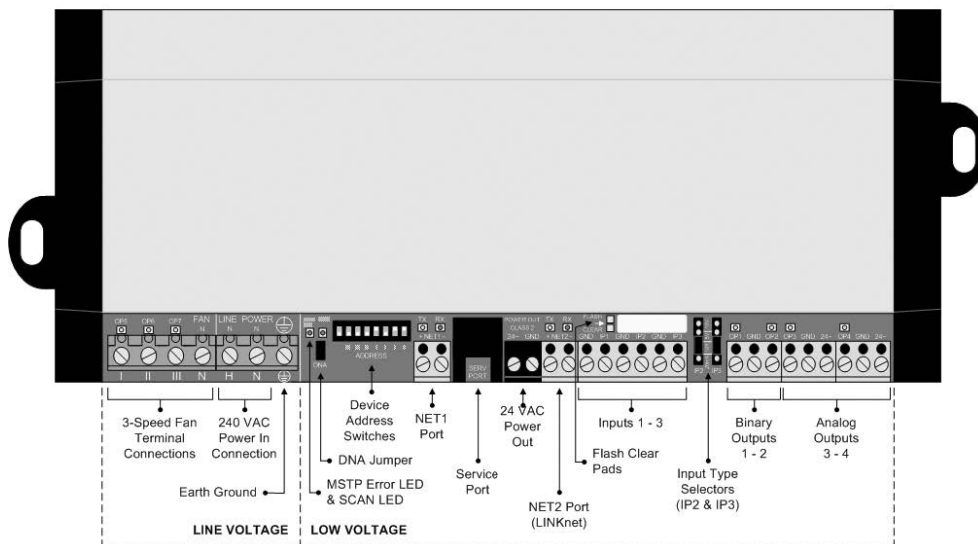 OP5 OP6 OP7 FAN LINE POWER
N N N
I II III N H N
DNA
ADDRESS
TX RX
+NET1-
SERV
PORT
POWER OUT
CLASS 2
24~ GND
TX RX
+NET2-
FLASH
CLEAR
GND IP1 GND IP2 GND IP3
IP2 IP3
OP1 GND OP2 OP3 GND 24~ OP4 GND 24~
3-Speed Fan
Terminal
Connections
240 VAC
Power In
Connection
Earth Ground
Device
Address
Switches
DNA Jumper
MSTP Error LED
& SCAN LED
NET1
Port
Service
Port
24 VAC
Power
Out
NET2 Port
(LINKnet)
Inputs 1 - 3
Flash Clear
Pads
Input Type
Selectors
(IP2 & IP3)
Binary
Outputs
1 - 2
Analog
Outputs
3 - 4
LINE VOLTAGE
LOW VOLTAGE